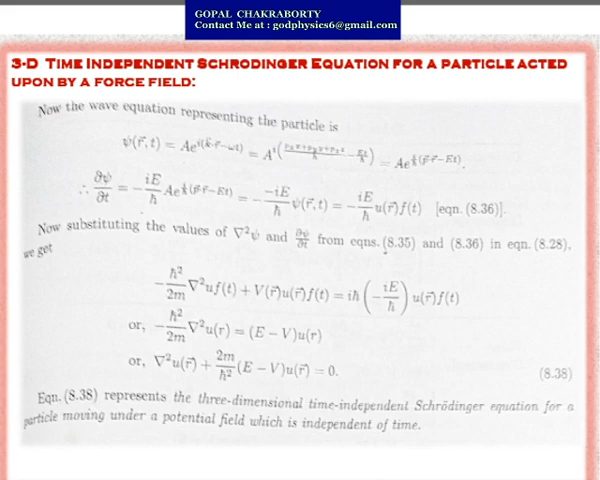 GOPAL CHAKRABORTY
Contact Me at : godphysics6@gmail.com
3-D Time Independent Schrodinger Equation for a particle acted
upon by a force field:
Now the wave equation representing the particle is
ψ(r⃗, t) = Ae^{i(k⃗·r⃗−ωt)} = A^{i((p_x x+p_y y+p_z z)/ħ − Et/ħ)} = Ae^{(i/ħ)(p⃗·r⃗−Et)}.
∴ ∂ψ/∂t = −(iE/ħ) Ae^{(i/ħ)(p⃗·r⃗−Et)} = −(−iE/ħ) ψ(r⃗, t) = −(iE/ħ) u(r⃗)f(t) [eqn. (8.36)].
Now substituting the values of ∇²ψ and ∂ψ/∂t from eqns. (8.35) and (8.36) in eqn. (8.28),
we get
−(ħ²/2m) ∇²uf(t) + V(r⃗)u(r⃗)f(t) = iħ (−iE/ħ) u(r⃗)f(t)
or, −(ħ²/2m) ∇²u(r) = (E − V)u(r)
or, ∇²u(r⃗) + (2m/ħ²)(E − V)u(r⃗) = 0. (8.38)
Eqn. (8.38) represents the three-dimensional time-independent Schrödinger equation for a
particle moving under a potential field which is independent of time.